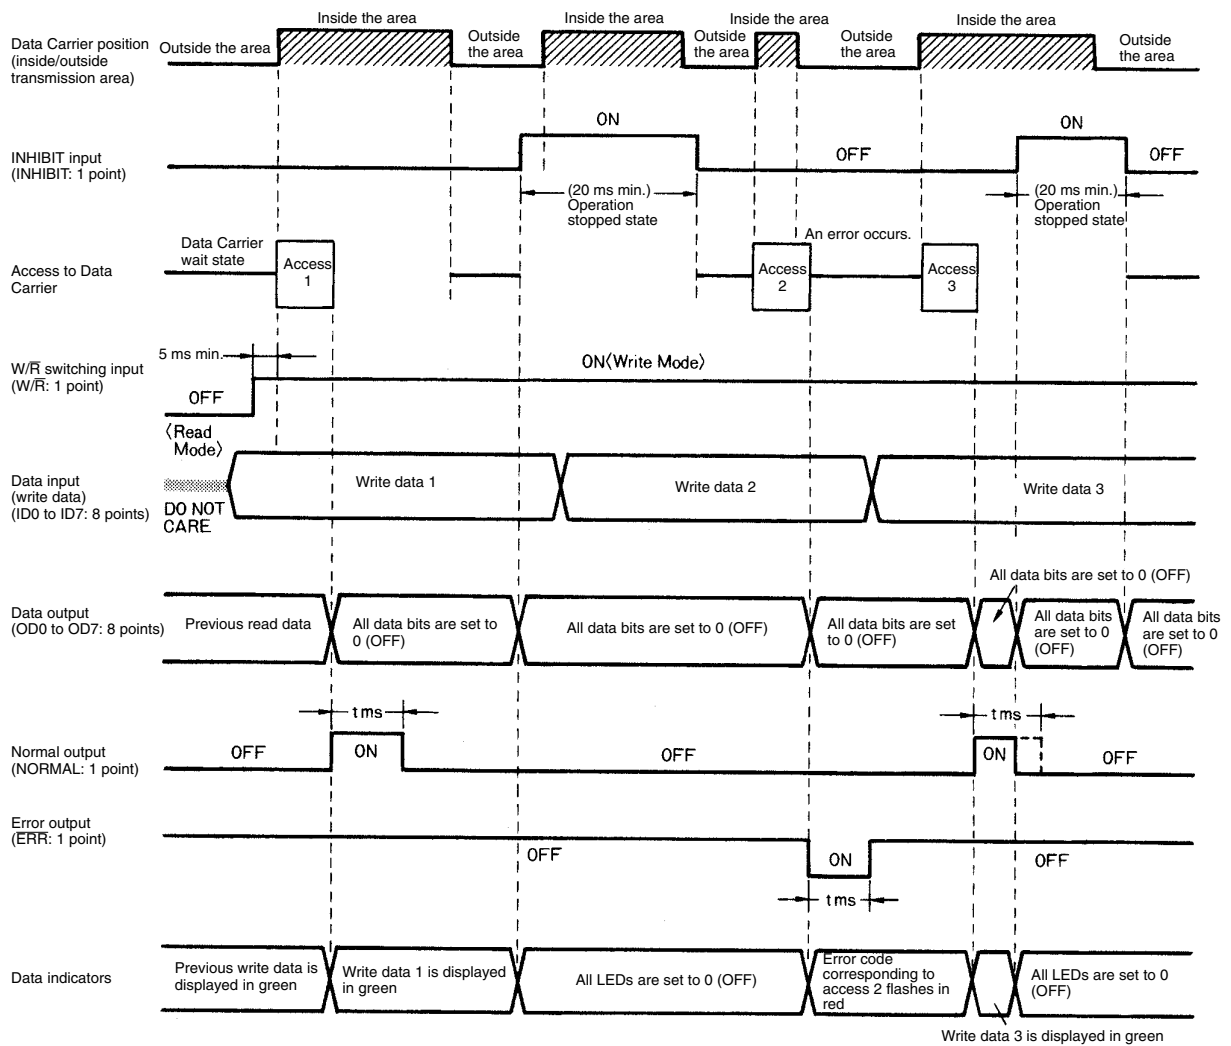 Inside the area
Inside the area
Inside the area
Inside the area
Data Carrier position
(inside/outside
transmission area)
Outside the area
Outside
the area
Outside
the area
Outside
the area
Outside
the area
INHIBIT input
(INHIBIT: 1 point)
ON
OFF
ON
OFF
(20 ms min.)
Operation
stopped state
(20 ms min.)
Operation
stopped state
Access to Data
Carrier
Data Carrier
wait state
Access
1
Access
2
An error occurs.
Access
3
W/R̅ switching input
(W/R̅: 1 point)
5 ms min.
OFF
〈Read
Mode〉
ON〈Write Mode〉
Data input
(write data)
(ID0 to ID7: 8 points)
DO NOT
CARE
Write data 1
Write data 2
Write data 3
Data output
(OD0 to OD7: 8 points)
Previous read data
All data bits are set to
0 (OFF)
All data bits are set to 0 (OFF)
All data bits are set
to 0 (OFF)
All data bits are set to 0 (OFF)
All data bits
are set to 0
(OFF)
All data bits
are set to 0
(OFF)
Normal output
(NORMAL: 1 point)
OFF
t ms
ON
OFF
t ms
ON
OFF
Error output
(E̅R̅R̅: 1 point)
OFF
ON
t ms
OFF
Data indicators
Previous write data is
displayed in green
Write data 1 is displayed
in green
All LEDs are set to 0 (OFF)
Error code
corresponding to
access 2 flashes in
red
All LEDs are set to 0
(OFF)
Write data 3 is displayed in green